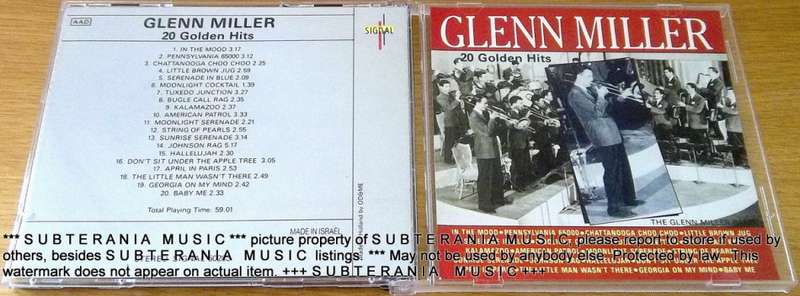 AAD
GLENN MILLER
20 Golden Hits
SIGNAL
1. IN THE MOOD 3.17
2. PENNSYLVANIA 65000 3.12
3. CHATTANOOGA CHOO CHOO 2.25
4. LITTLE BROWN JUG 2.59
5. SERENADE IN BLUE 2.09
6. MOONLIGHT COCKTAIL 1.39
7. TUXEDO JUNCTION 3.27
8. BUGLE CALL RAG 2.35
9. KALAMAZOO 2.37
10. AMERICAN PATROL 3.33
11. MOONLIGHT SERENADE 2.21
12. STRING OF PEARLS 2.55
13. SUNRISE SERENADE 3.14
14. JOHNSON RAG 5.17
15. HALLELUJAH 2.30
16. DON'T SIT UNDER THE APPLE TREE 3.05
17. APRIL IN PARIS 2.53
18. THE LITTLE MAN WASN'T THERE 2.49
19. GEORGIA ON MY MIND 2.42
20. BABY ME 2.33
Total Playing Time: 59.01
MADE IN ISRAEL
GLENN MILLER
20 Golden Hits
THE GLENN MILLER
IN THE MOOD•PENNSYLVANIA 65000•CHATTANOOGA CHOO CHOO•LITTLE BROWN JUG
LITTLE MAN WASN'T THERE•GEORGIA ON MY MIND•BABY ME
*** S U B T E R A N I A M U S I C *** picture property of S U B T E R A N I A M U S I C, please report to store if used by
others, besides S U B T E R A N I A M U S I C listings. *** May not be used by anybody else. Protected by law. This
watermark does not appear on actual item. +++ S U B T E R A N I A M U S I C +++